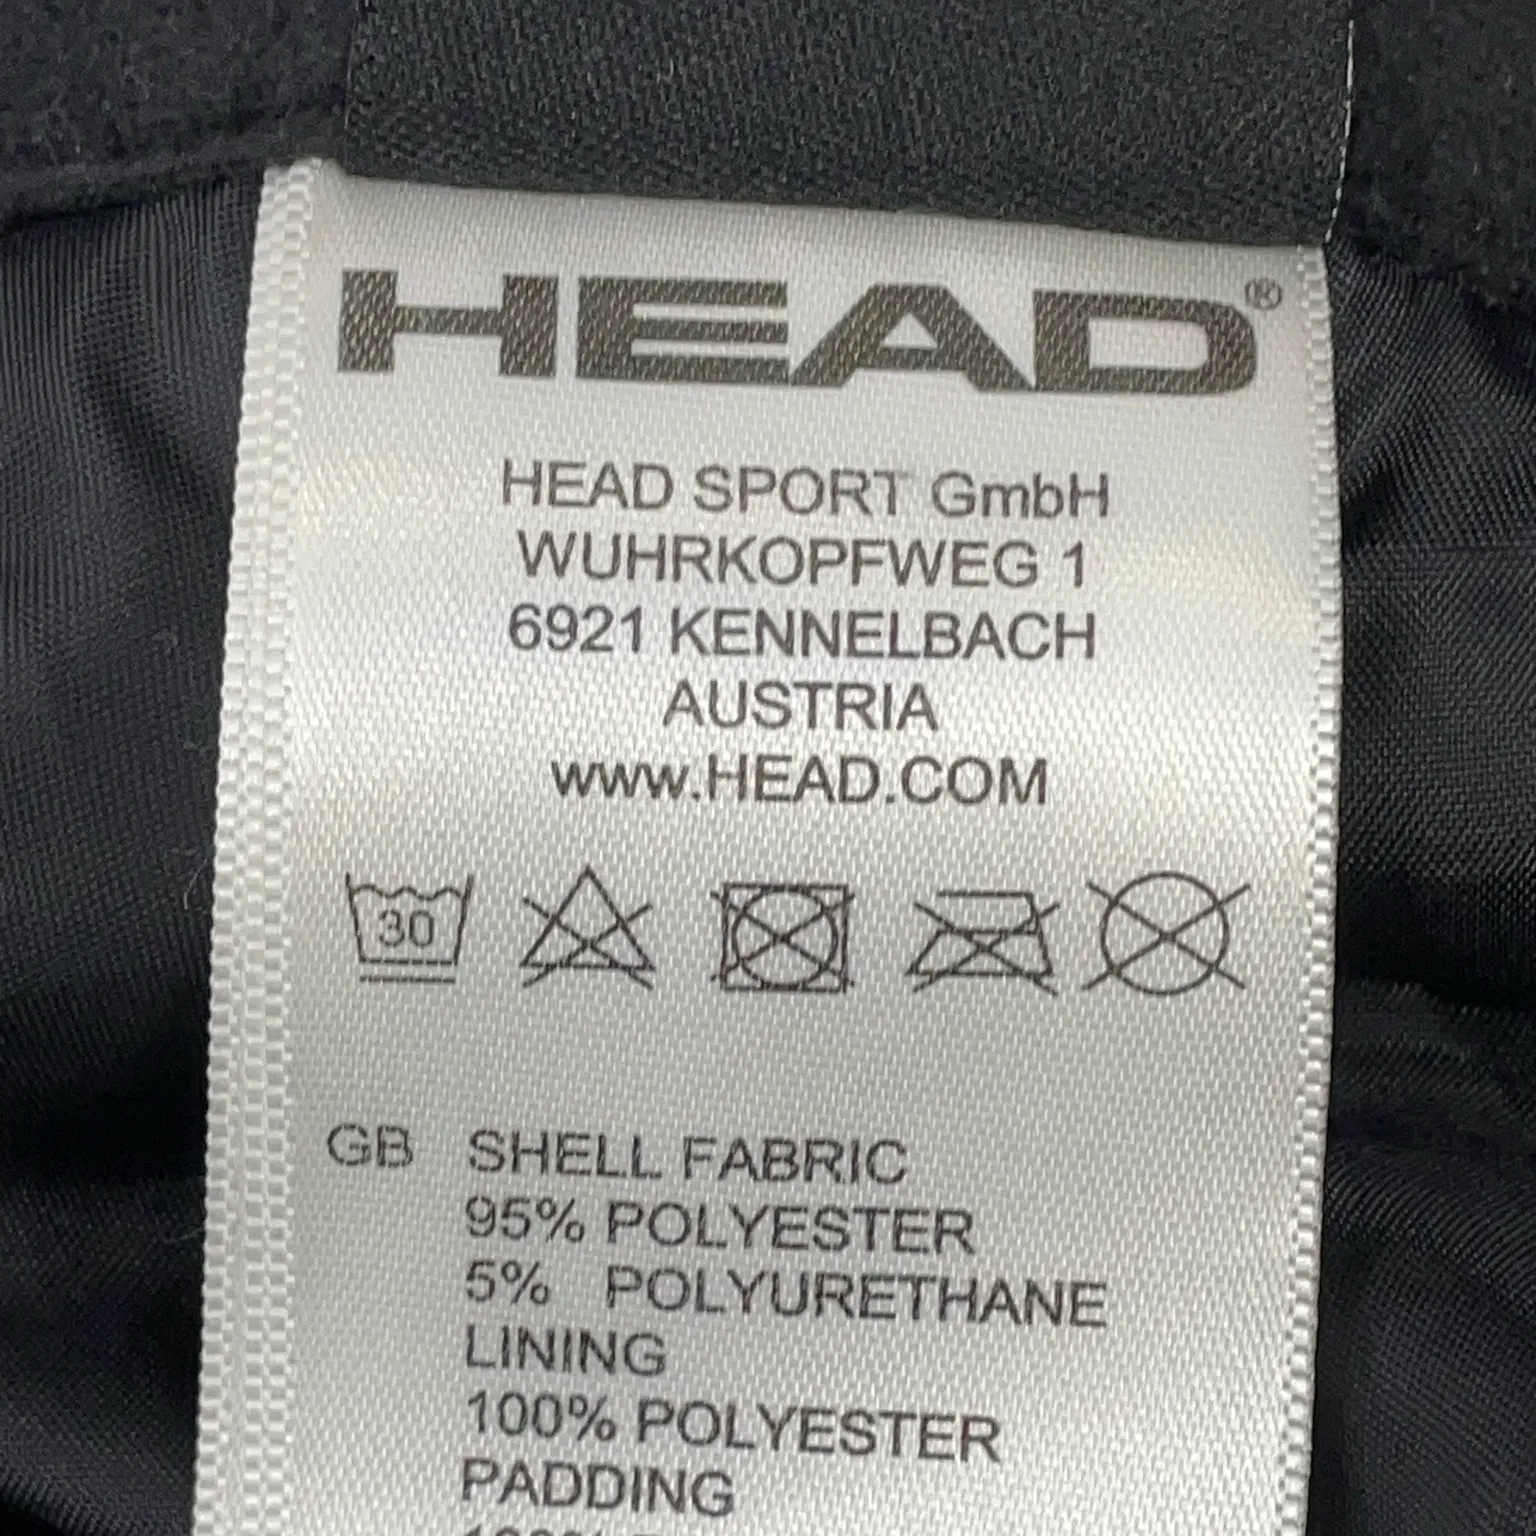 HEAD®
HEAD SPORT GmbH
WUHRKOPFWEG 1
6921 KENNELBACH
AUSTRIA
www.HEAD.COM
30
GB SHELL FABRIC
95% POLYESTER
5% POLYURETHANE
LINING
100% POLYESTER
PADDING